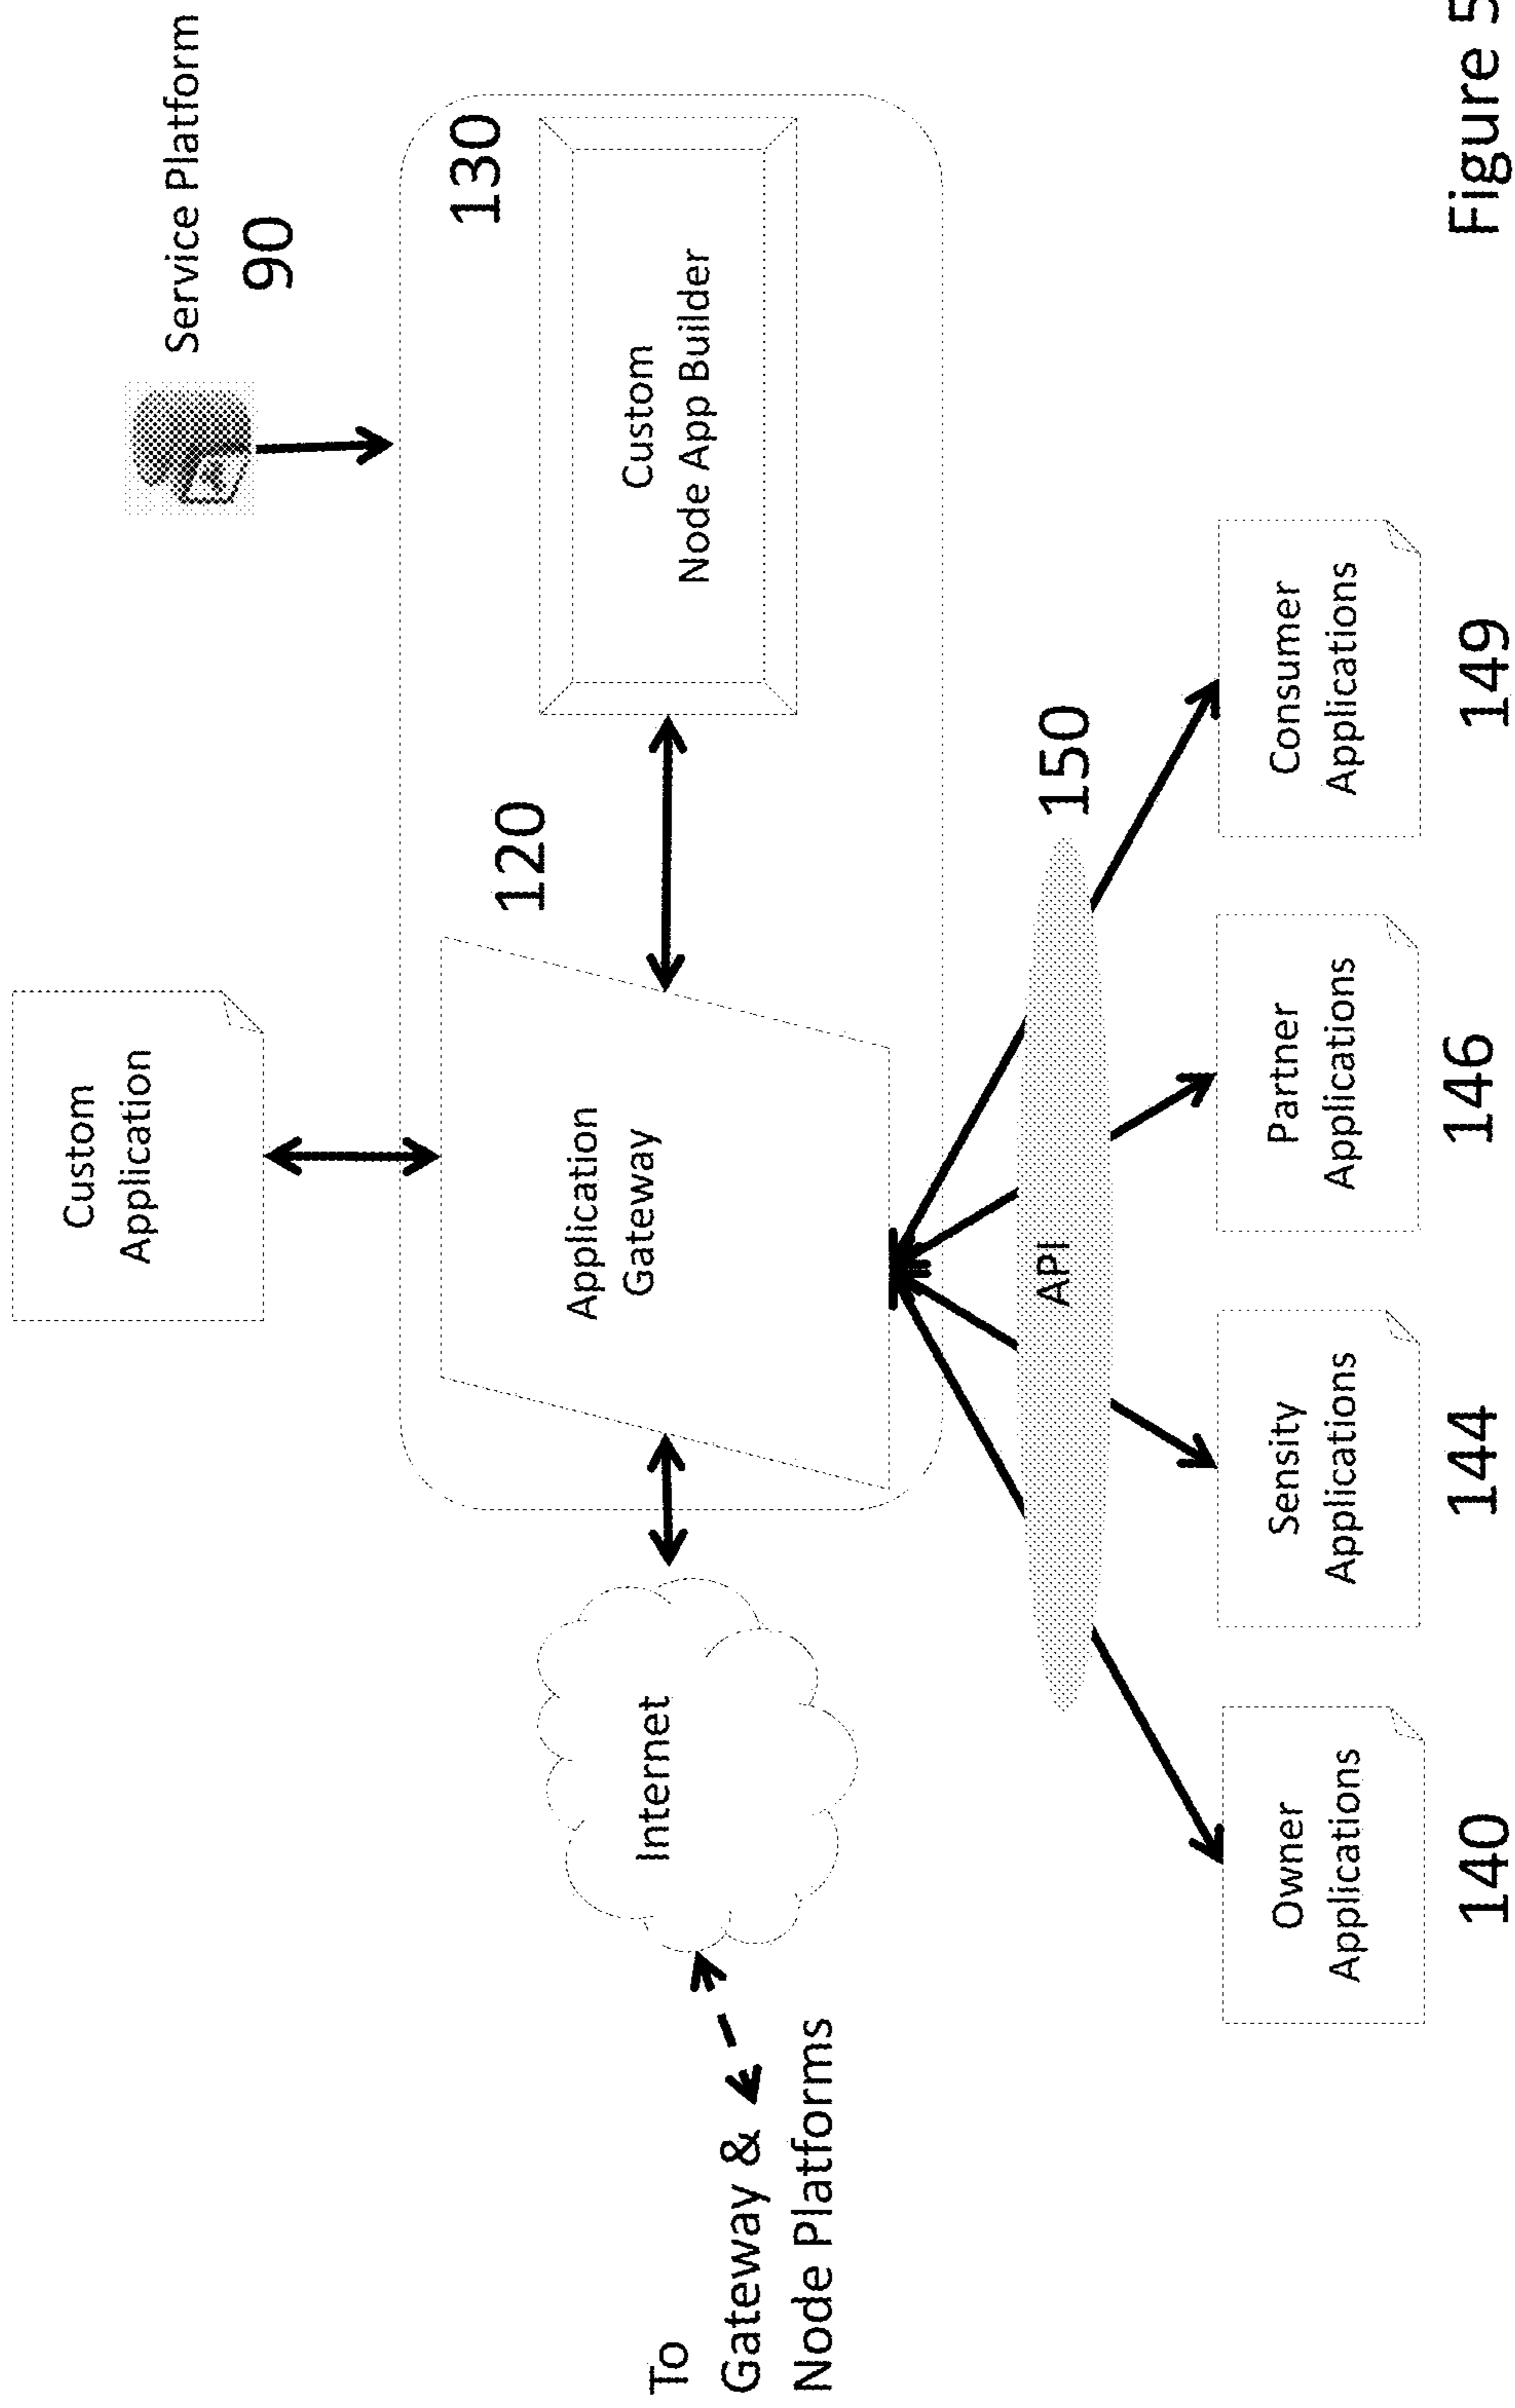 Service Platform
90
Custom
Application
130
Custom
Node App Builder
120
Application
Gateway
Internet
To
Gateway &
Node Platforms
150
API
Owner
Applications
140
Sensity
Applications
144
Partner
Applications
146
Consumer
Applications
149
Figure 5